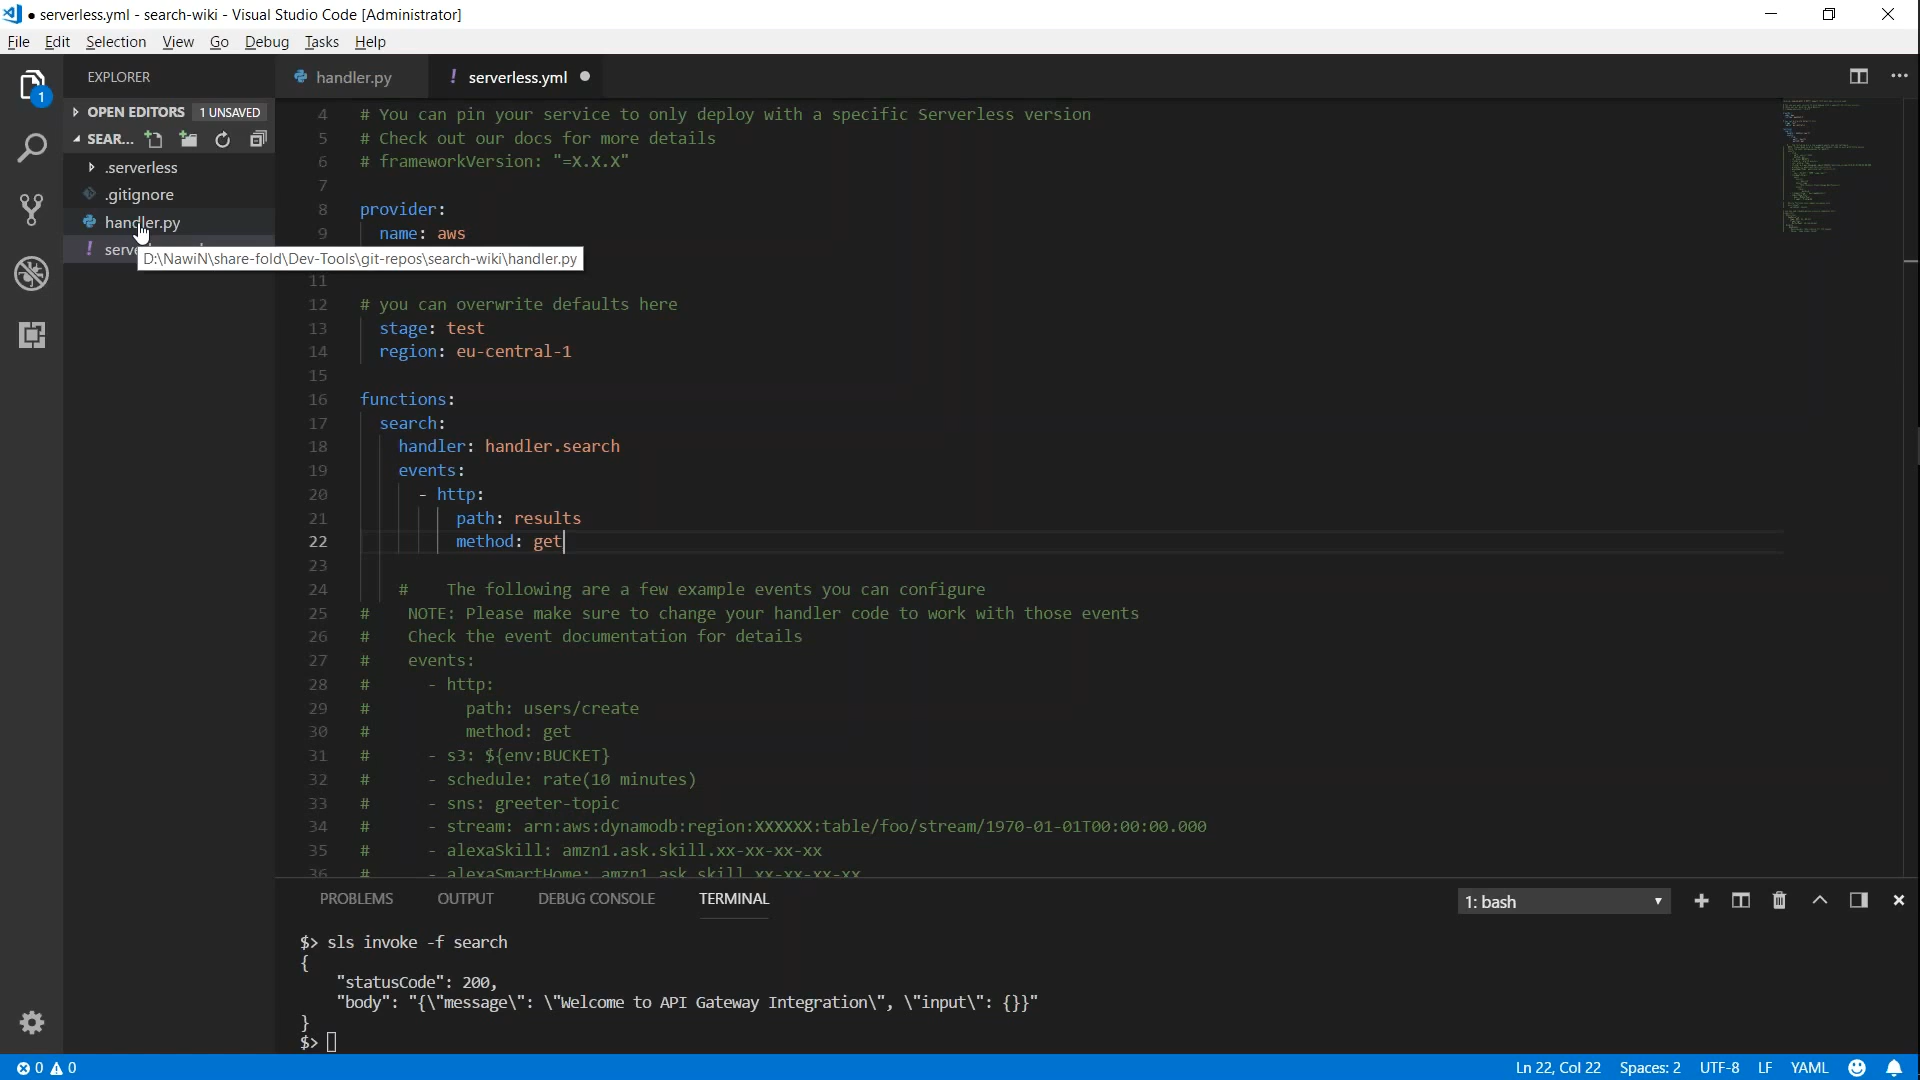 ● serverless.yml - search-wiki - Visual Studio Code [Administrator]
File Edit Selection View Go Debug Tasks Help
EXPLORER
OPEN EDITORS 1 UNSAVED
SEAR...
.serverless
.gitignore
handler.py
! serve
D:\NawiN\share-fold\Dev-Tools\git-repos\search-wiki\handler.py
1
handler.py
! serverless.yml ●
4 # You can pin your service to only deploy with a specific Serverless version
5 # Check out our docs for more details
6 # frameworkVersion: "=X.X.X"
7
8 provider:
9 name: aws
11
12 # you can overwrite defaults here
13 stage: test
14 region: eu-central-1
15
16 functions:
17 search:
18 handler: handler.search
19 events:
20 - http:
21 path: results
22 method: get
23
24 # The following are a few example events you can configure
25 # NOTE: Please make sure to change your handler code to work with those events
26 # Check the event documentation for details
27 # events:
28 # - http:
29 # path: users/create
30 # method: get
31 # - s3: ${env:BUCKET}
32 # - schedule: rate(10 minutes)
33 # - sns: greeter-topic
34 # - stream: arn:aws:dynamodb:region:XXXXXX:table/foo/stream/1970-01-01T00:00:00.000
35 # - alexaSkill: amzn1.ask.skill.xx-xx-xx-xx
36 # - alexaSmartHome: amzn1.ask.skill.xx-xx-xx-xx
PROBLEMS OUTPUT DEBUG CONSOLE TERMINAL
1: bash
$> sls invoke -f search
{
"statusCode": 200,
"body": "{\"message\": \"Welcome to API Gateway Integration\", \"input\": {}}"
}
$>
0 0
Ln 22, Col 22 Spaces: 2 UTF-8 LF YAML